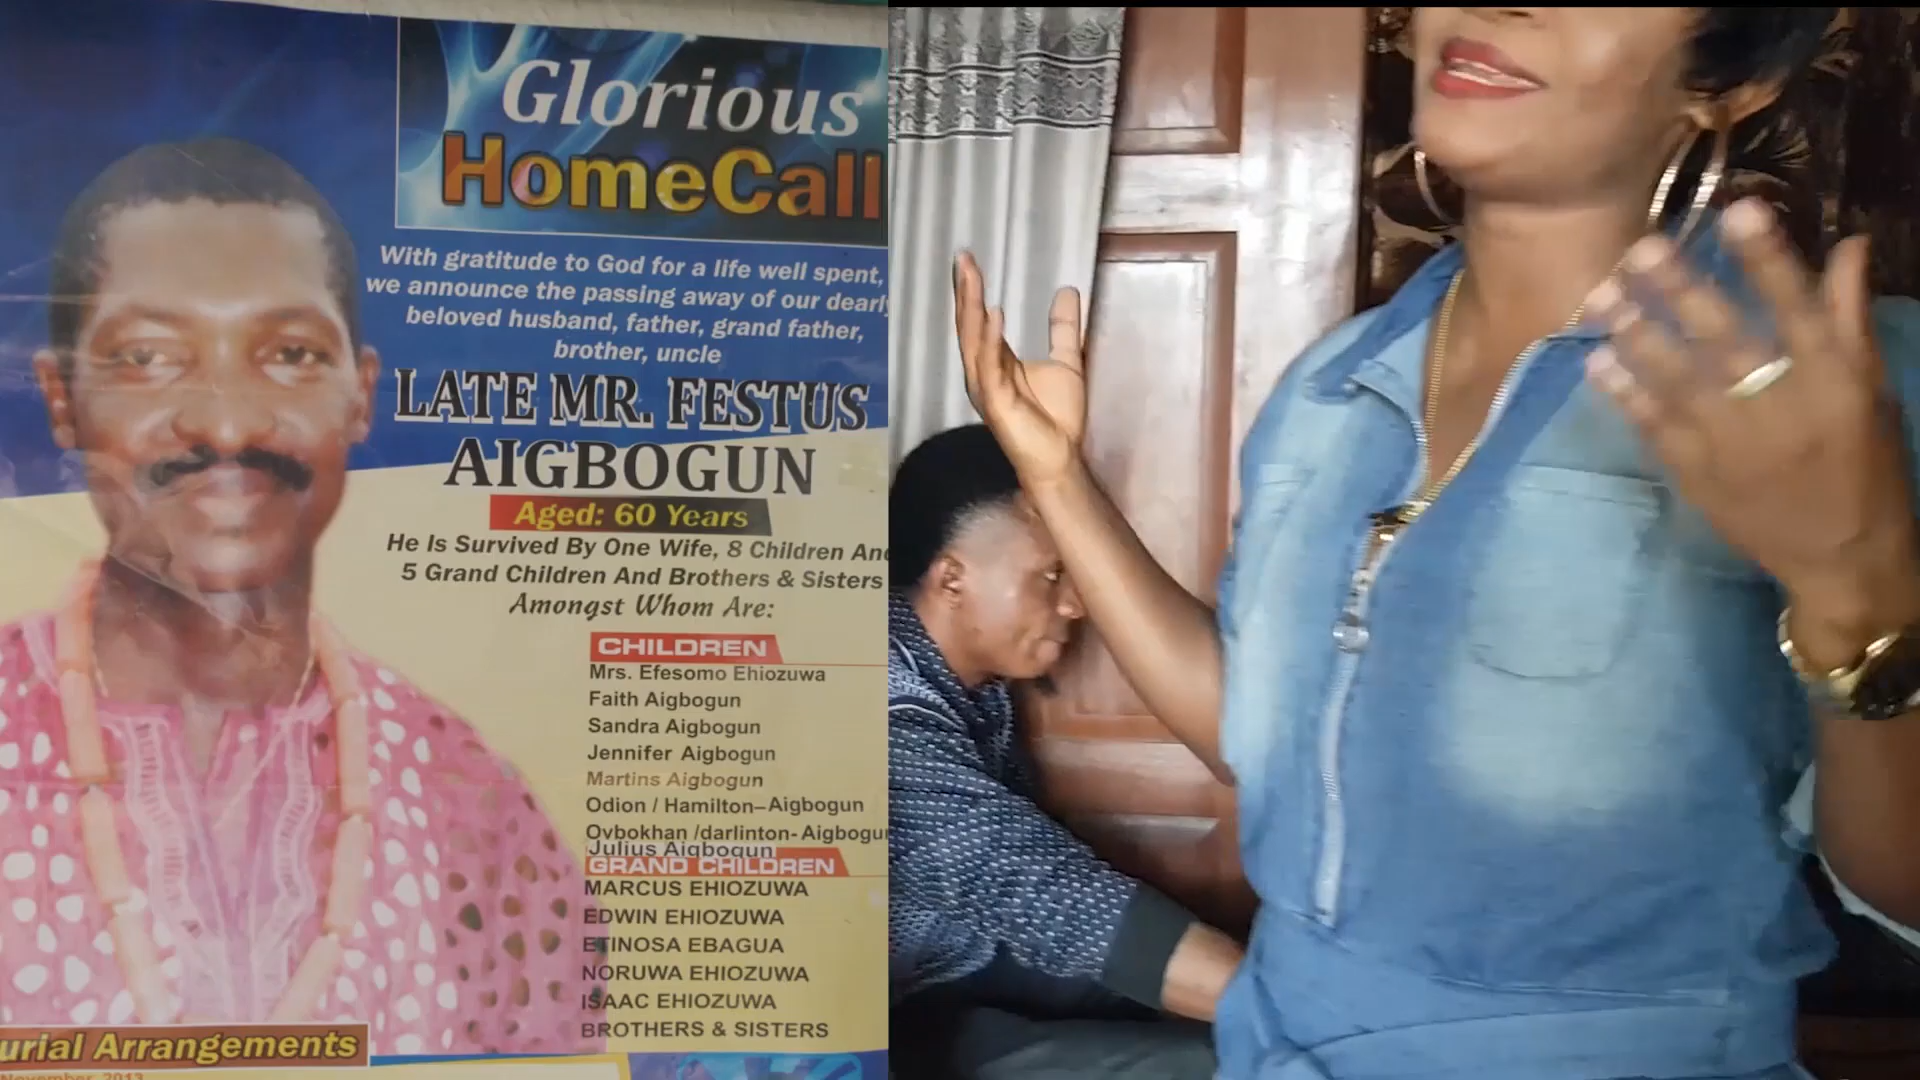 Glorious
HomeCall
With gratitude to God for a life well spent,
we announce the passing away of our dearly
beloved husband, father, grand father,
brother, uncle
LATE MR. FESTUS
AIGBOGUN
Aged: 60 Years
He Is Survived By One Wife, 8 Children And
5 Grand Children And Brothers & Sisters
Amongst Whom Are:
CHILDREN
Mrs. Efesomo Ehiozuwa
Faith Aigbogun
Sandra Aigbogun
Jennifer Aigbogun
Martins Aigbogun
Odion / Hamilton-Aigbogun
Ovbokhan /darlinton-Aigbogun
Julius Aigbogun
GRAND CHILDREN
MARCUS EHIOZUWA
EDWIN EHIOZUWA
ETINOSA EBAGUA
NORUWA EHIOZUWA
ISAAC EHIOZUWA
BROTHERS & SISTERS
urial Arrangements
November, 2013